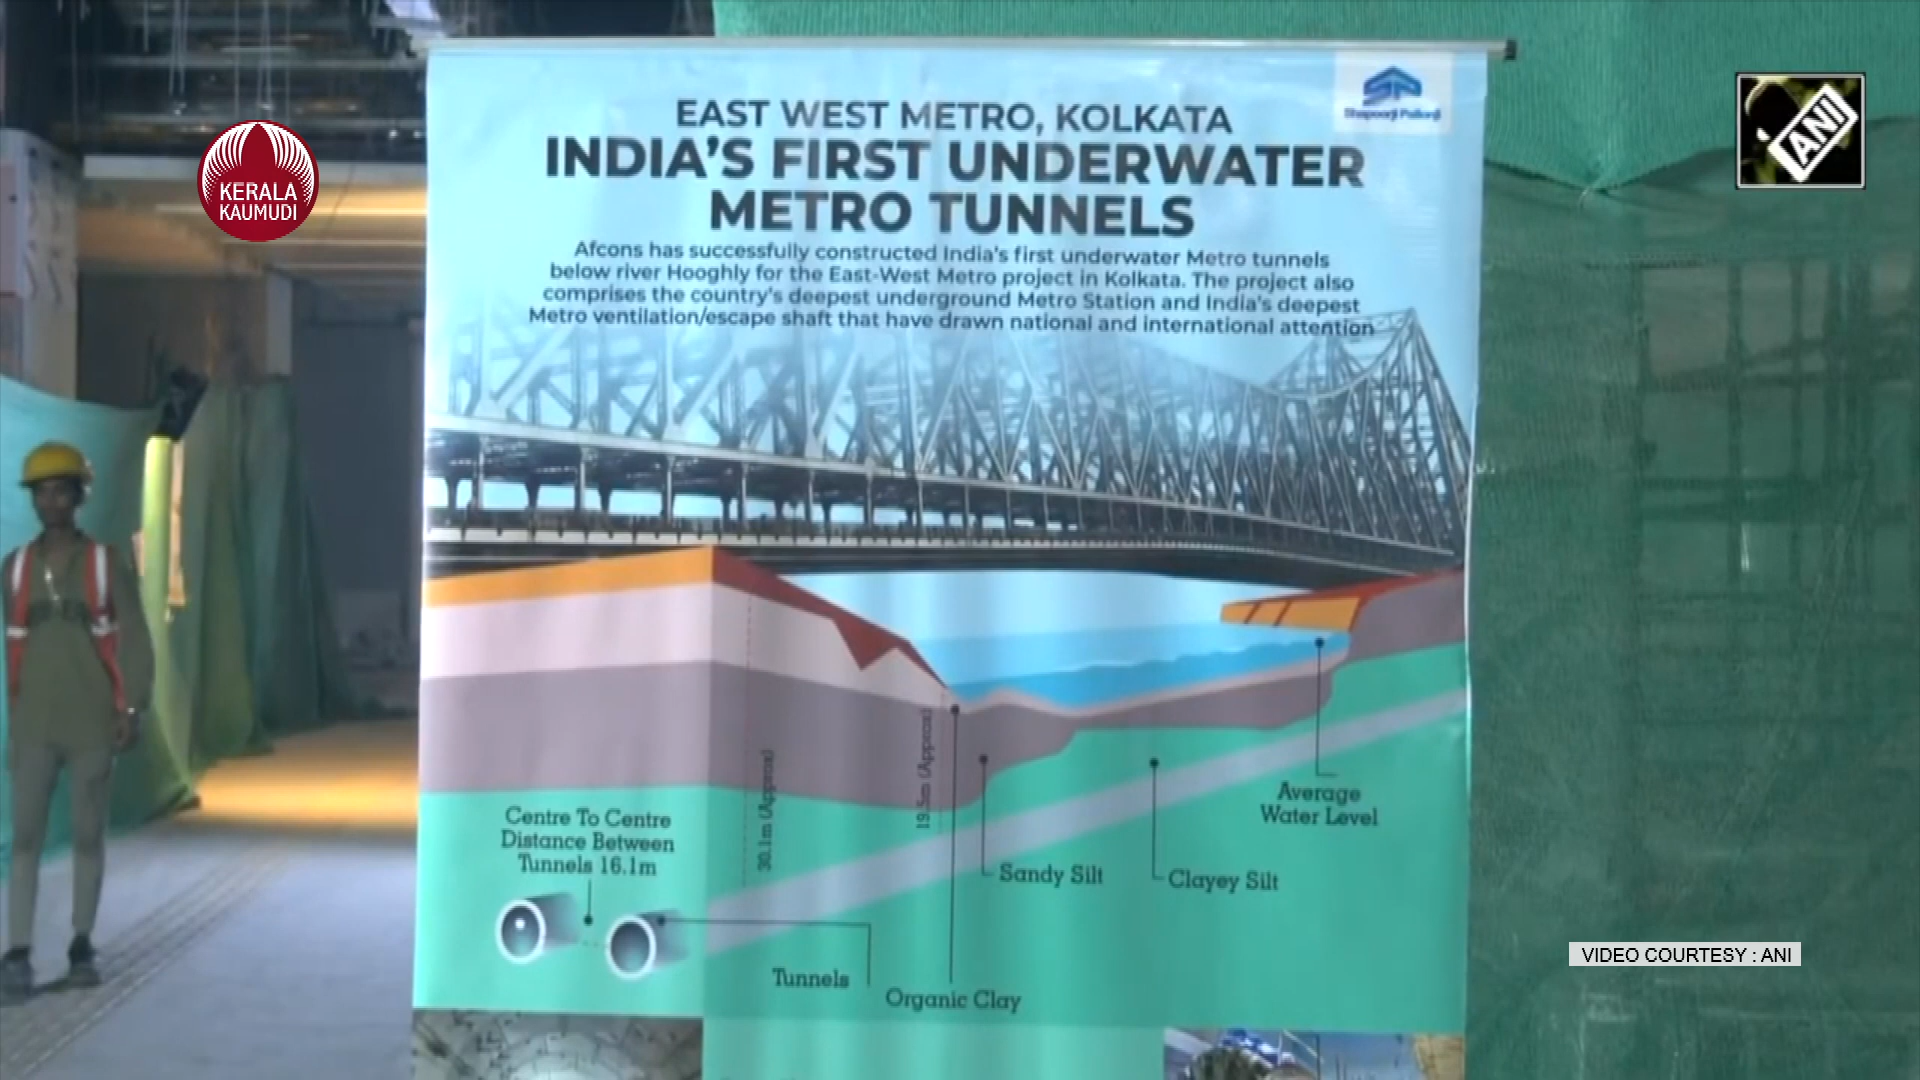 EAST WEST METRO, KOLKATA
INDIA'S FIRST UNDERWATER
METRO TUNNELS
Afcons has successfully constructed India's first underwater Metro tunnels
below river Hooghly for the East-West Metro project in Kolkata. The project also
comprises the country's deepest underground Metro Station and India's deepest
Metro ventilation/escape shaft that have drawn national and international attention
Shapoorji Pallonji
ANI
KERALA
KAUMUDI
30.1m (Approx)
19.5m (Approx)
Centre To Centre
Distance Between
Tunnels 16.1m
Average
Water Level
Sandy Silt
Clayey Silt
Tunnels
Organic Clay
VIDEO COURTESY : ANI